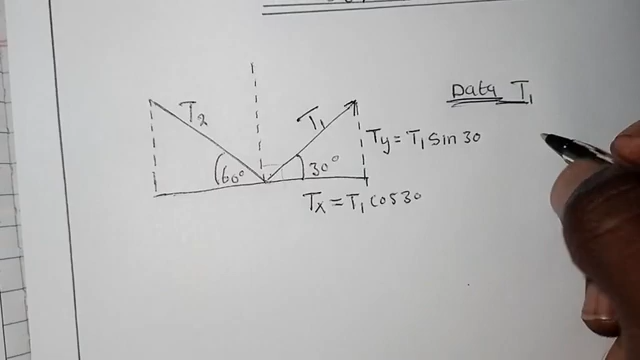 Data T₁
T₂
T₁
Ty = T₁ Sin 30
60°
30°
Tx = T₁ cos 30